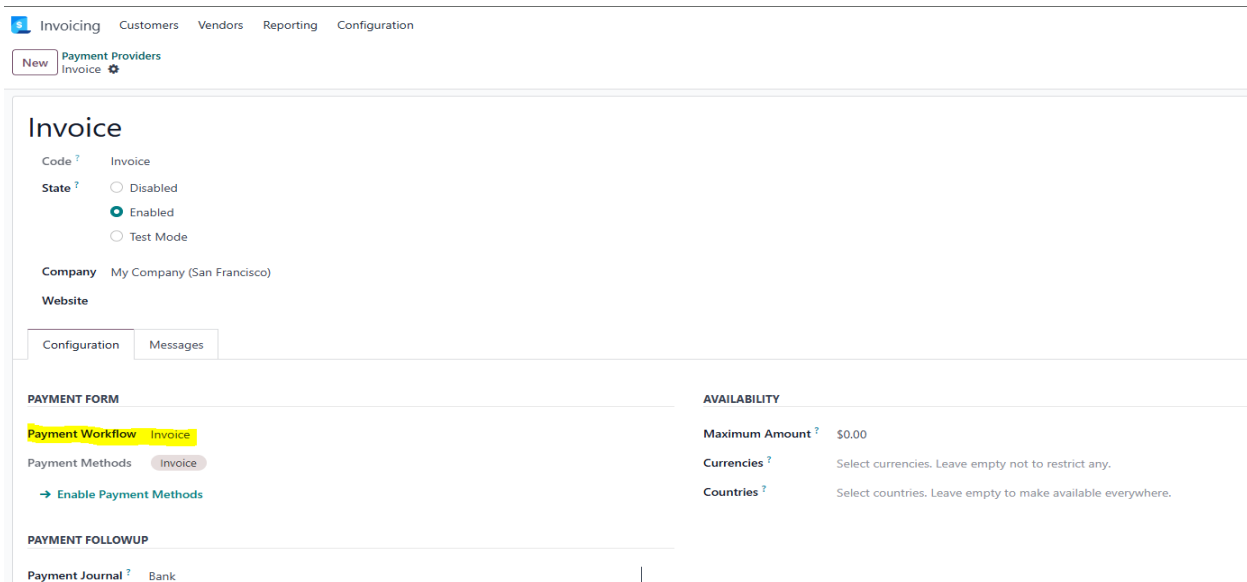 S Invoicing Customers Vendors Reporting Configuration
New Payment Providers
Invoice
Invoice
Code ? Invoice
State ? Disabled
Enabled
Test Mode
Company My Company (San Francisco)
Website
Configuration Messages
PAYMENT FORM
Payment Workflow Invoice
Payment Methods Invoice
→ Enable Payment Methods
AVAILABILITY
Maximum Amount ? $0.00
Currencies ? Select currencies. Leave empty not to restrict any.
Countries ? Select countries. Leave empty to make available everywhere.
PAYMENT FOLLOWUP
Payment Journal ? Bank